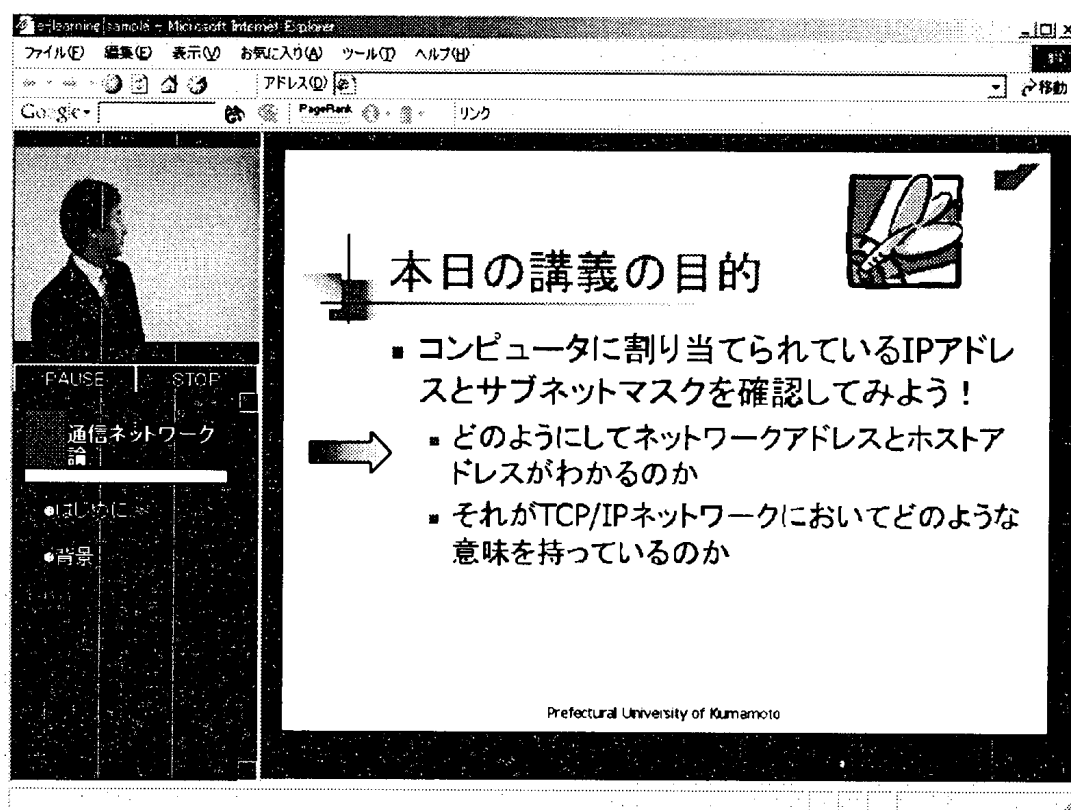 e-learning sample - Microsoft Internet Explorer
ファイル(F) 編集(E) 表示(V) お気に入り(A) ツール(T) ヘルプ(H)
アドレス(D)
移動
Google
PageRank
リンク
PAUSE STOP
通信ネットワーク
論
●はじめに
●背景
本日の講義の目的
■ コンピュータに割り当てられているIPアドレ
スとサブネットマスクを確認してみよう！
■ どのようにしてネットワークアドレスとホストア
ドレスがわかるのか
■ それがTCP/IPネットワークにおいてどのような
意味を持っているのか
Prefectural University of Kumamoto